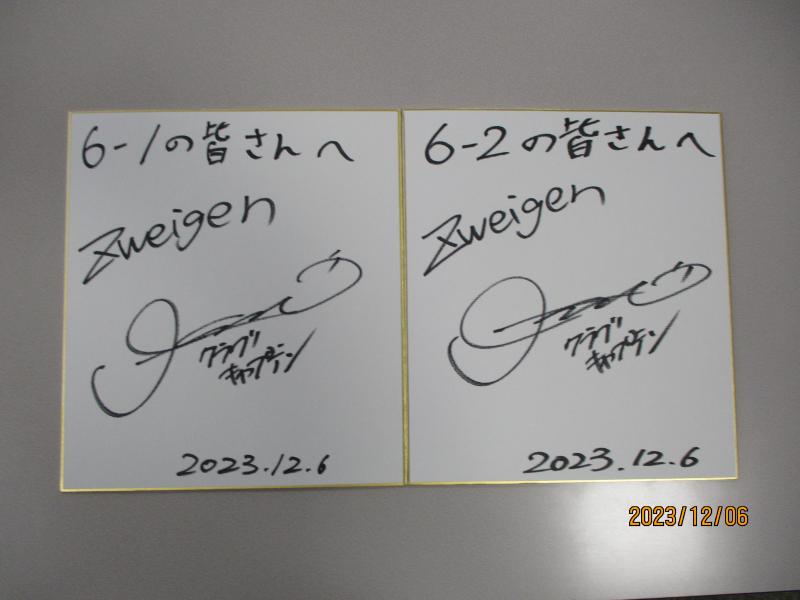 6-1の皆さんへ
Zweigen
クラブ
キャプテン
2023.12.6
6-2の皆さんへ
Zweigen
クラブ
キャプテン
2023.12.6
2023/12/06